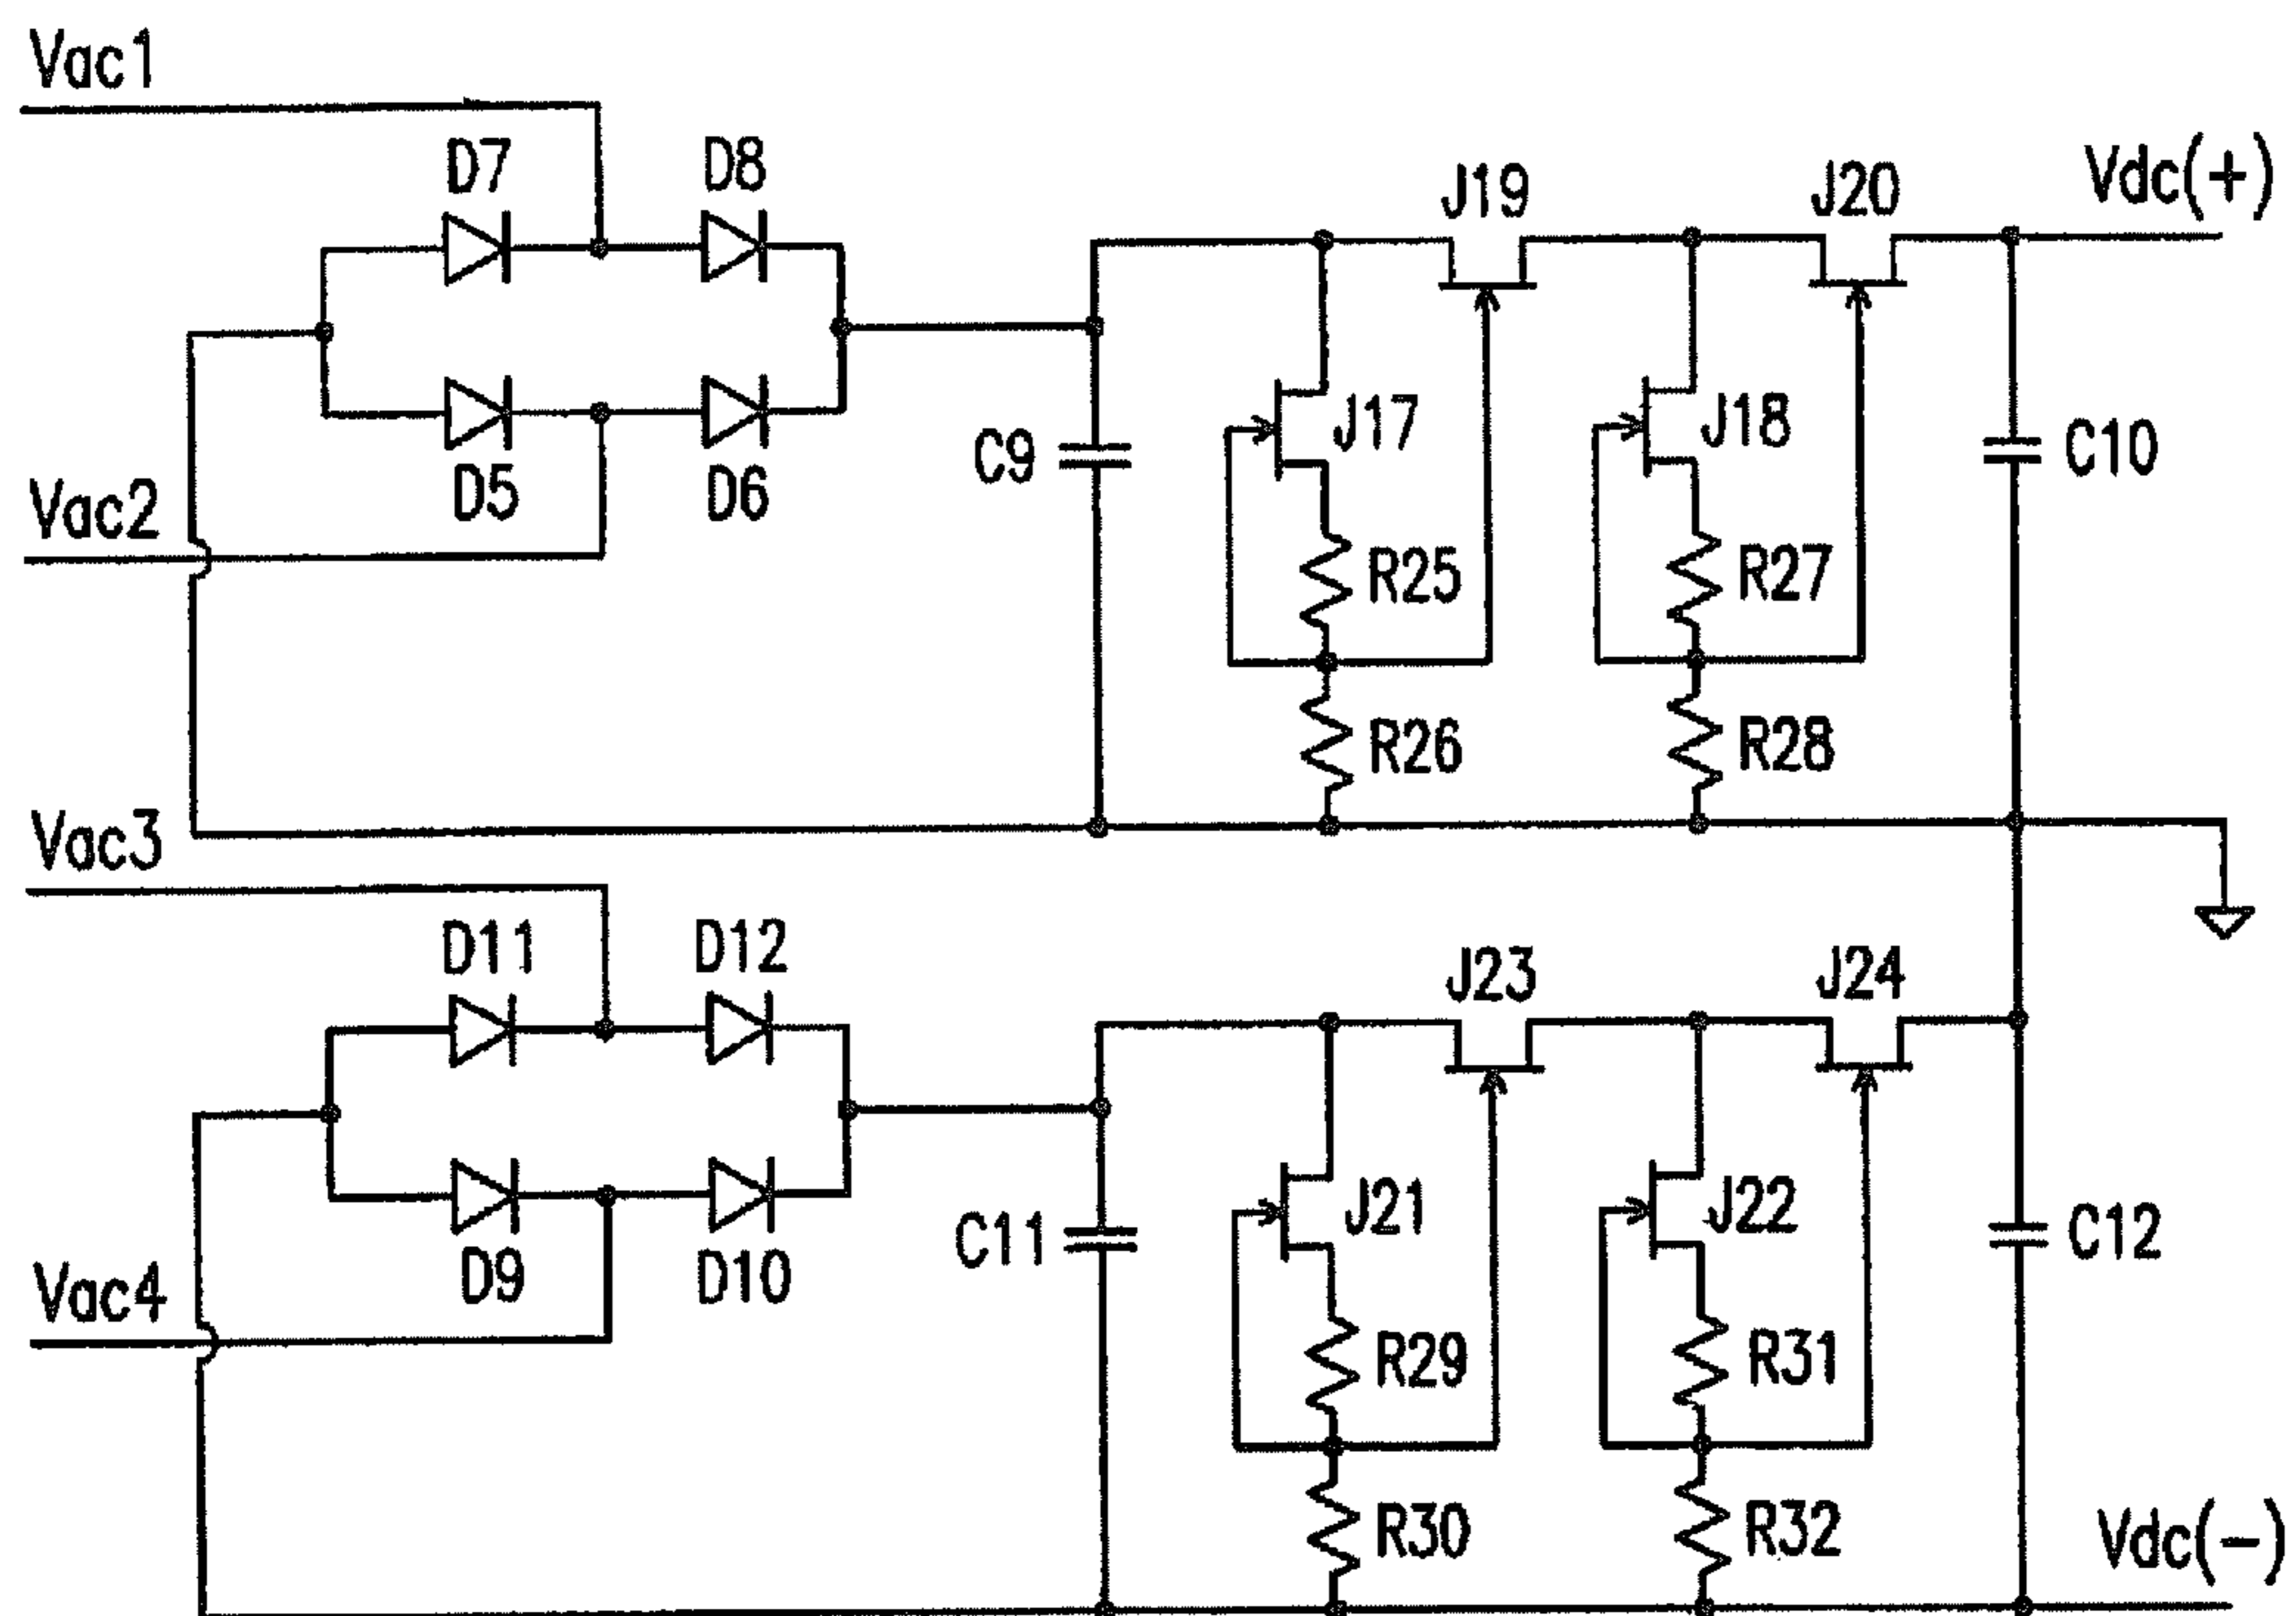 Vac1
D7
D8
J19
J20
Vdc(+)
C9
J17
J18
C10
D5
D6
Vac2
R25
R27
R26
R28
Vac3
D11
D12
J23
J24
C11
J21
J22
C12
D9
D10
Vac4
R29
R31
R30
R32
Vdc(-)